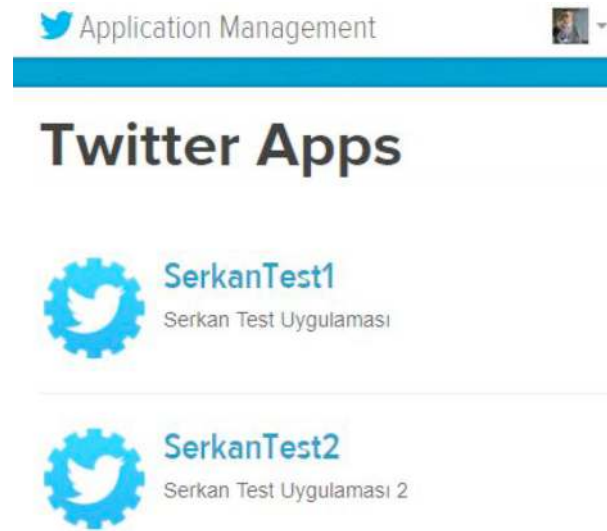 Application Management
Twitter Apps
SerkanTest1
Serkan Test Uygulaması
SerkanTest2
Serkan Test Uygulaması 2